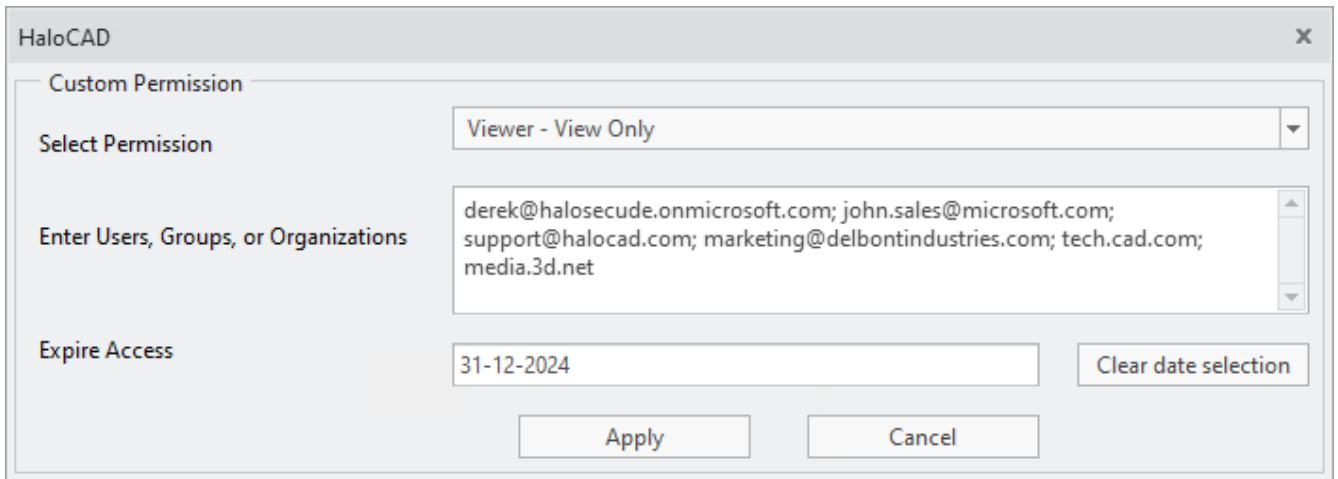 HaloCAD
Custom Permission
Select Permission
Viewer - View Only
Enter Users, Groups, or Organizations
derek@halosecude.onmicrosoft.com; john.sales@microsoft.com;
support@halocad.com; marketing@delbontindustries.com; tech.cad.com;
media.3d.net
Expire Access
31-12-2024
Clear date selection
Apply
Cancel